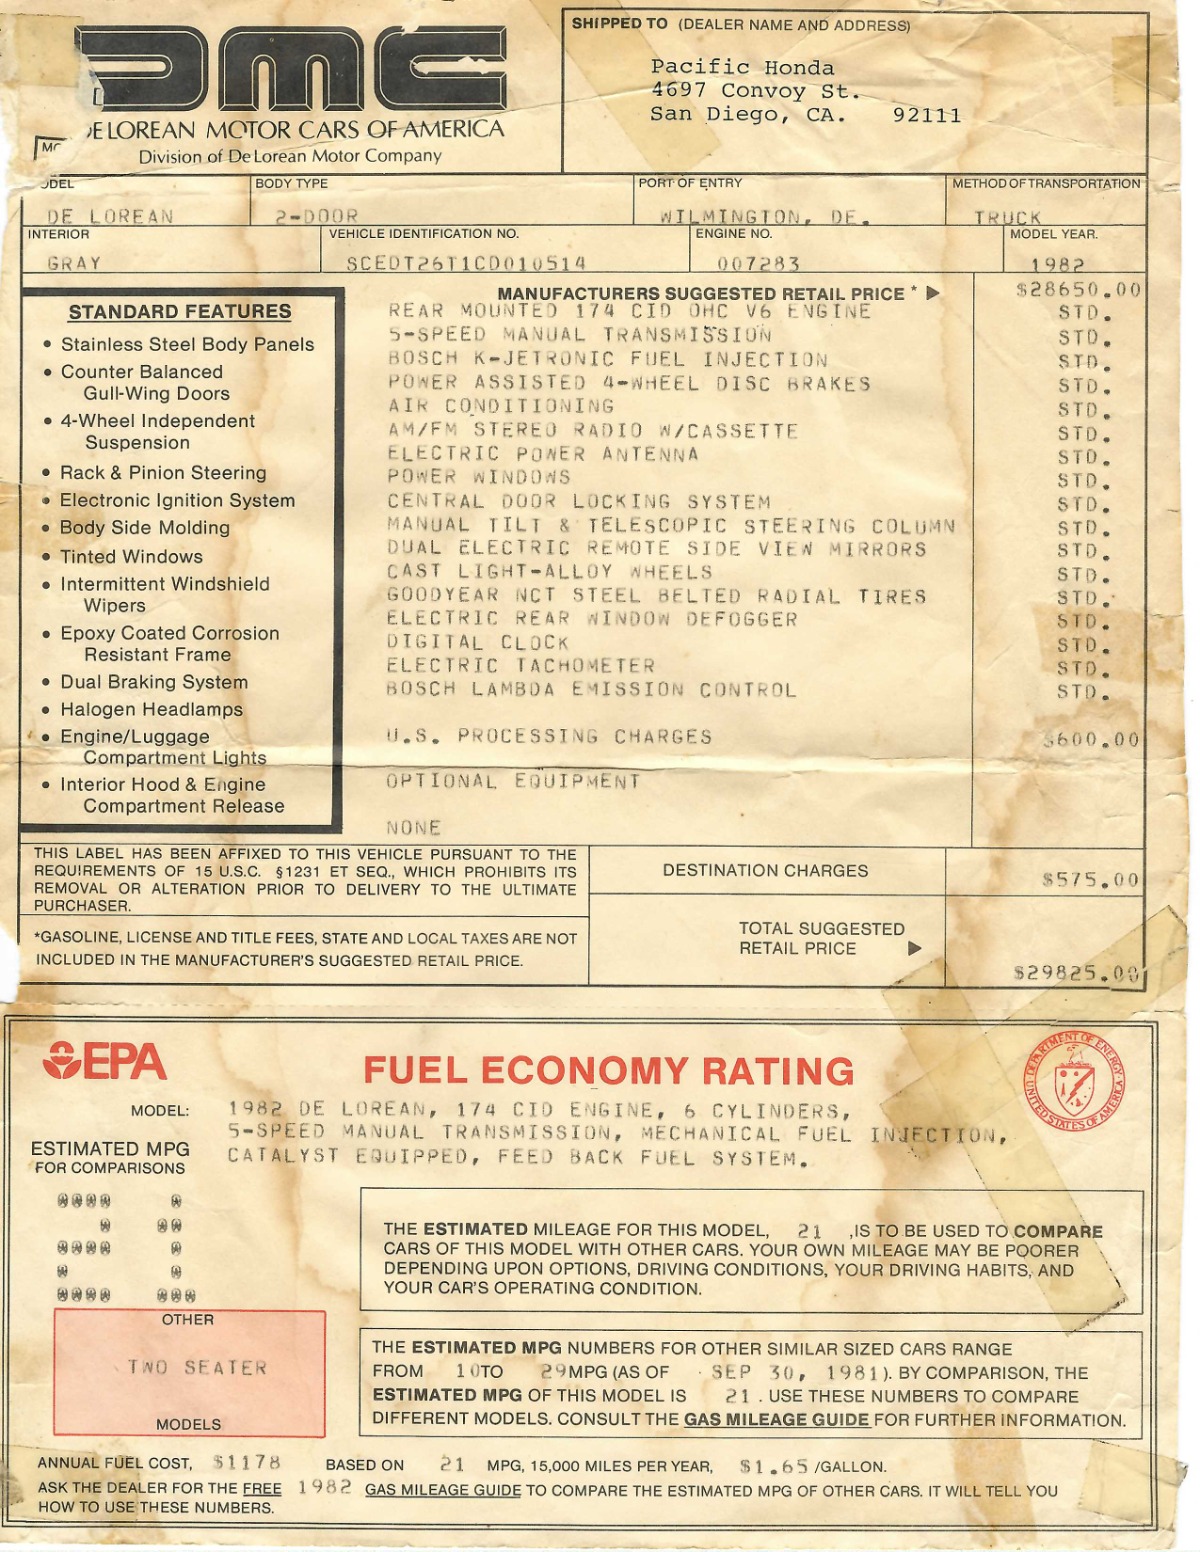 DMC
DE LOREAN MOTOR CARS OF AMERICA
Division of De Lorean Motor Company
SHIPPED TO (DEALER NAME AND ADDRESS)
Pacific Honda
4697 Convoy St.
San Diego, CA. 92111
MO
ODEL BODY TYPE PORT OF ENTRY METHOD OF TRANSPORTATION
DE LOREAN 2-DOOR WILMINGTON, DE. TRUCK
INTERIOR VEHICLE IDENTIFICATION NO. ENGINE NO. MODEL YEAR.
GRAY SCEDT26T1CD010514 007283 1982
STANDARD FEATURES
• Stainless Steel Body Panels
• Counter Balanced
Gull-Wing Doors
• 4-Wheel Independent
Suspension
• Rack & Pinion Steering
• Electronic Ignition System
• Body Side Molding
• Tinted Windows
• Intermittent Windshield
Wipers
• Epoxy Coated Corrosion
Resistant Frame
• Dual Braking System
• Halogen Headlamps
• Engine/Luggage
Compartment Lights
• Interior Hood & Engine
Compartment Release
MANUFACTURERS SUGGESTED RETAIL PRICE * ▶ $28650.00
REAR MOUNTED 174 CID OHC V6 ENGINE STD.
5-SPEED MANUAL TRANSMISSION STD.
BOSCH K-JETRONIC FUEL INJECTION STD.
POWER ASSISTED 4-WHEEL DISC BRAKES STD.
AIR CONDITIONING STD.
AM/FM STEREO RADIO W/CASSETTE STD.
ELECTRIC POWER ANTENNA STD.
POWER WINDOWS STD.
CENTRAL DOOR LOCKING SYSTEM STD.
MANUAL TILT & TELESCOPIC STEERING COLUMN STD.
DUAL ELECTRIC REMOTE SIDE VIEW MIRRORS STD.
CAST LIGHT-ALLOY WHEELS STD.
GOODYEAR NCT STEEL BELTED RADIAL TIRES STD.
ELECTRIC REAR WINDOW DEFOGGER STD.
DIGITAL CLOCK STD.
ELECTRIC TACHOMETER STD.
BOSCH LAMBDA EMISSION CONTROL STD.
U.S. PROCESSING CHARGES $600.00
OPTIONAL EQUIPMENT
NONE
THIS LABEL HAS BEEN AFFIXED TO THIS VEHICLE PURSUANT TO THE
REQUIREMENTS OF 15 U.S.C. §1231 ET SEQ., WHICH PROHIBITS ITS
REMOVAL OR ALTERATION PRIOR TO DELIVERY TO THE ULTIMATE
PURCHASER.
*GASOLINE, LICENSE AND TITLE FEES, STATE AND LOCAL TAXES ARE NOT
INCLUDED IN THE MANUFACTURER'S SUGGESTED RETAIL PRICE.
DESTINATION CHARGES $575.00
TOTAL SUGGESTED
RETAIL PRICE ▶
$29825.00
EPA
FUEL ECONOMY RATING
DEPARTMENT OF ENERGY
UNITED STATES OF AMERICA
MODEL: 1982 DE LOREAN, 174 CID ENGINE, 6 CYLINDERS,
5-SPEED MANUAL TRANSMISSION, MECHANICAL FUEL INJECTION,
CATALYST EQUIPPED, FEED BACK FUEL SYSTEM.
ESTIMATED MPG
FOR COMPARISONS
21
OTHER
TWO SEATER
MODELS
THE ESTIMATED MILEAGE FOR THIS MODEL, 21 ,IS TO BE USED TO COMPARE
CARS OF THIS MODEL WITH OTHER CARS. YOUR OWN MILEAGE MAY BE POORER
DEPENDING UPON OPTIONS, DRIVING CONDITIONS, YOUR DRIVING HABITS, AND
YOUR CAR'S OPERATING CONDITION.
THE ESTIMATED MPG NUMBERS FOR OTHER SIMILAR SIZED CARS RANGE
FROM 10 TO 29 MPG (AS OF SEP 30, 1981). BY COMPARISON, THE
ESTIMATED MPG OF THIS MODEL IS 21 . USE THESE NUMBERS TO COMPARE
DIFFERENT MODELS. CONSULT THE GAS MILEAGE GUIDE FOR FURTHER INFORMATION.
ANNUAL FUEL COST, $1178 BASED ON 21 MPG, 15,000 MILES PER YEAR, $1.65 /GALLON.
ASK THE DEALER FOR THE FREE 1982 GAS MILEAGE GUIDE TO COMPARE THE ESTIMATED MPG OF OTHER CARS. IT WILL TELL YOU
HOW TO USE THESE NUMBERS.